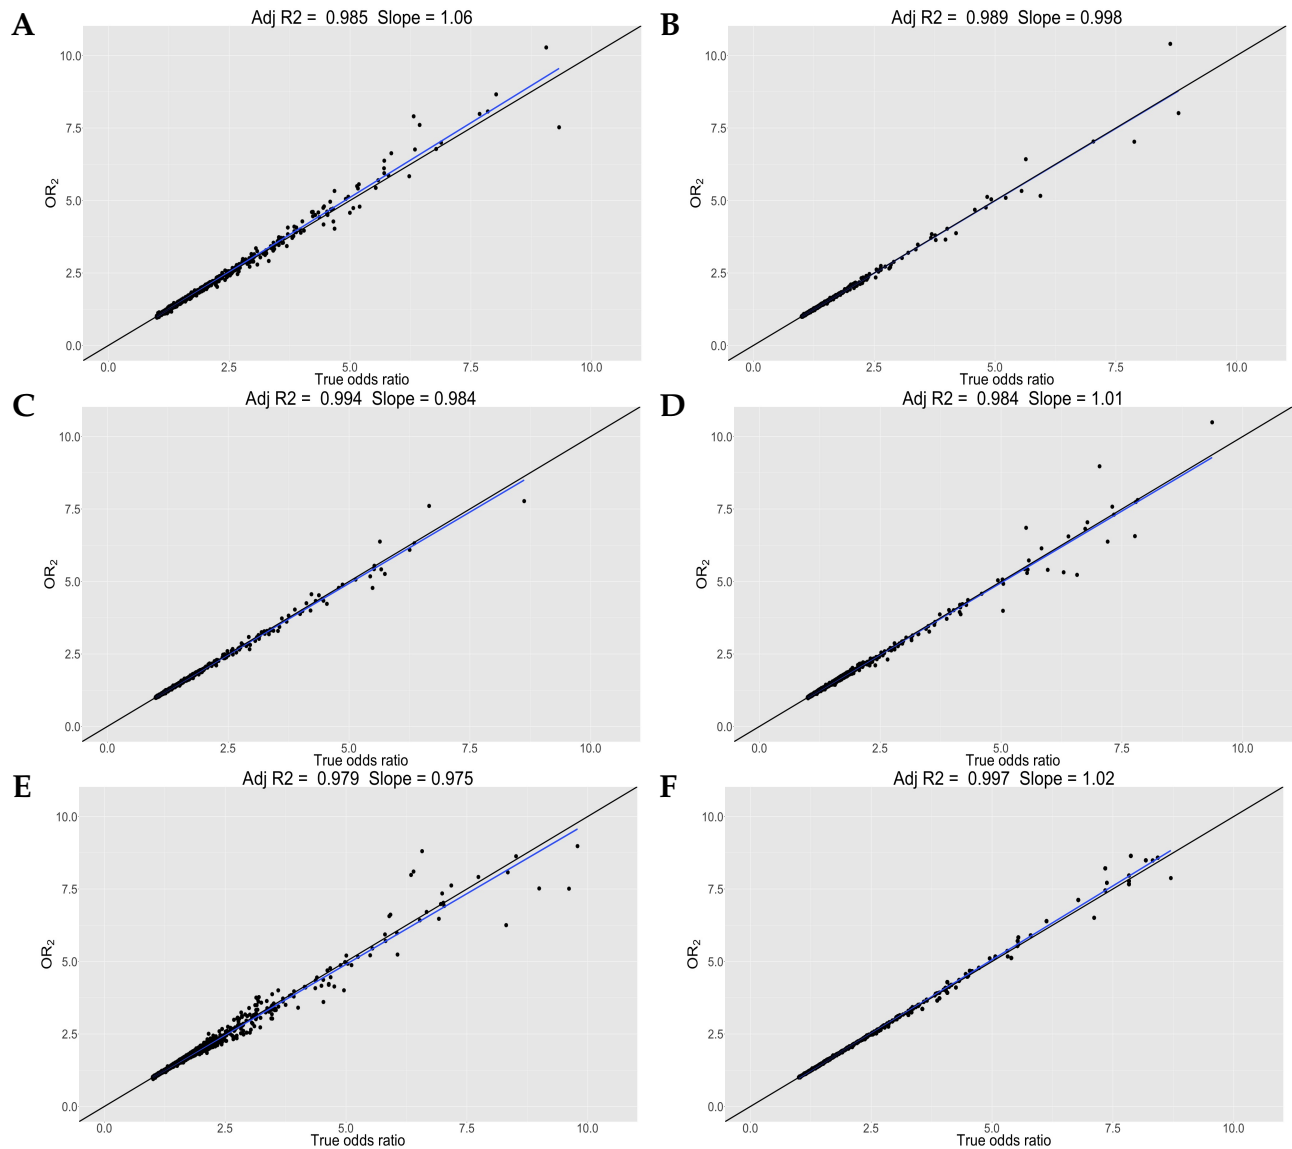 A
Adj R2 = 0.985 Slope = 1.06
10.0
7.5
5.0
2.5
0.0
OR2
0.0 2.5 5.0 7.5 10.0
True odds ratio
B
Adj R2 = 0.989 Slope = 0.998
10.0
7.5
5.0
2.5
0.0
OR2
0.0 2.5 5.0 7.5 10.0
True odds ratio
C
Adj R2 = 0.994 Slope = 0.984
10.0
7.5
5.0
2.5
0.0
OR2
0.0 2.5 5.0 7.5 10.0
True odds ratio
D
Adj R2 = 0.984 Slope = 1.01
10.0
7.5
5.0
2.5
0.0
OR2
0.0 2.5 5.0 7.5 10.0
True odds ratio
E
Adj R2 = 0.979 Slope = 0.975
10.0
7.5
5.0
2.5
0.0
OR2
0.0 2.5 5.0 7.5 10.0
True odds ratio
F
Adj R2 = 0.997 Slope = 1.02
10.0
7.5
5.0
2.5
0.0
OR2
0.0 2.5 5.0 7.5 10.0
True odds ratio